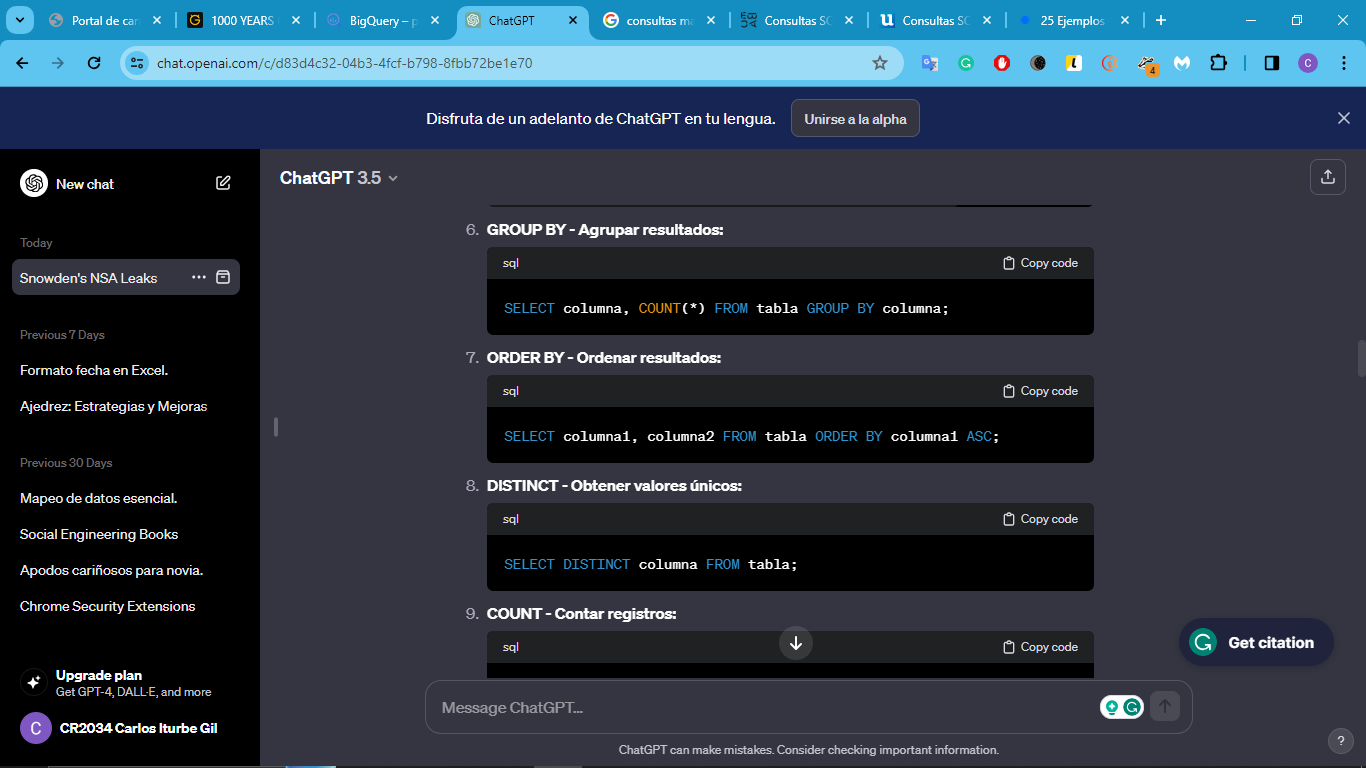 Portal de car
1000 YEARS
BigQuery – p
ChatGPT
consultas ma
Consultas SC
Consultas SC
25 Ejemplos
chat.openai.com/c/d83d4c32-04b3-4fcf-b798-8fbb72be1e70
4
C
Disfruta de un adelanto de ChatGPT en tu lengua.
Unirse a la alpha
New chat
Today
Snowden's NSA Leaks
Previous 7 Days
Formato fecha en Excel.
Ajedrez: Estrategias y Mejoras
Previous 30 Days
Mapeo de datos esencial.
Social Engineering Books
Apodos cariñosos para novia.
Chrome Security Extensions
Upgrade plan
Get GPT-4, DALL·E, and more
C
CR2034 Carlos Iturbe Gil
ChatGPT 3.5
6. GROUP BY - Agrupar resultados:
sql
Copy code
SELECT columna, COUNT(*) FROM tabla GROUP BY columna;
7. ORDER BY - Ordenar resultados:
sql
Copy code
SELECT columna1, columna2 FROM tabla ORDER BY columna1 ASC;
8. DISTINCT - Obtener valores únicos:
sql
Copy code
SELECT DISTINCT columna FROM tabla;
9. COUNT - Contar registros:
sql
Copy code
Get citation
Message ChatGPT...
ChatGPT can make mistakes. Consider checking important information.
?